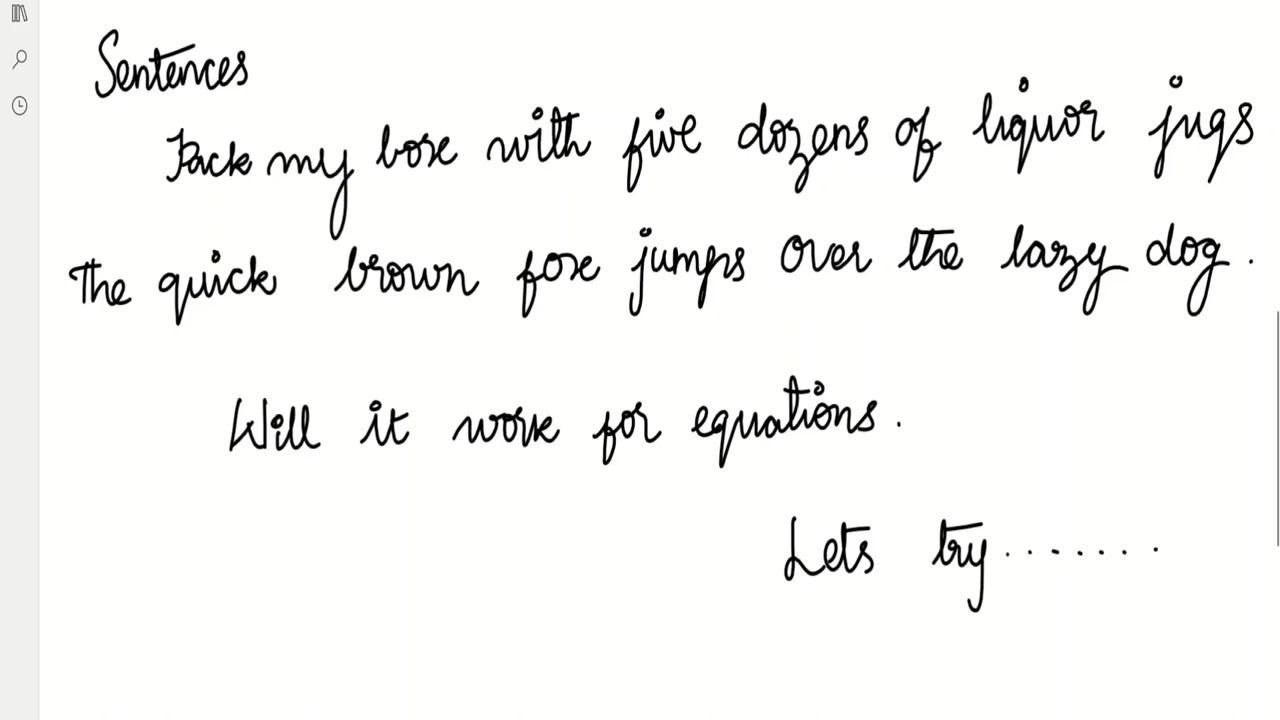 Sentences
Pack my box with five dozens of liquor jugs
The quick brown fox jumps over the lazy dog.
Will it work for equations.
Lets try.......